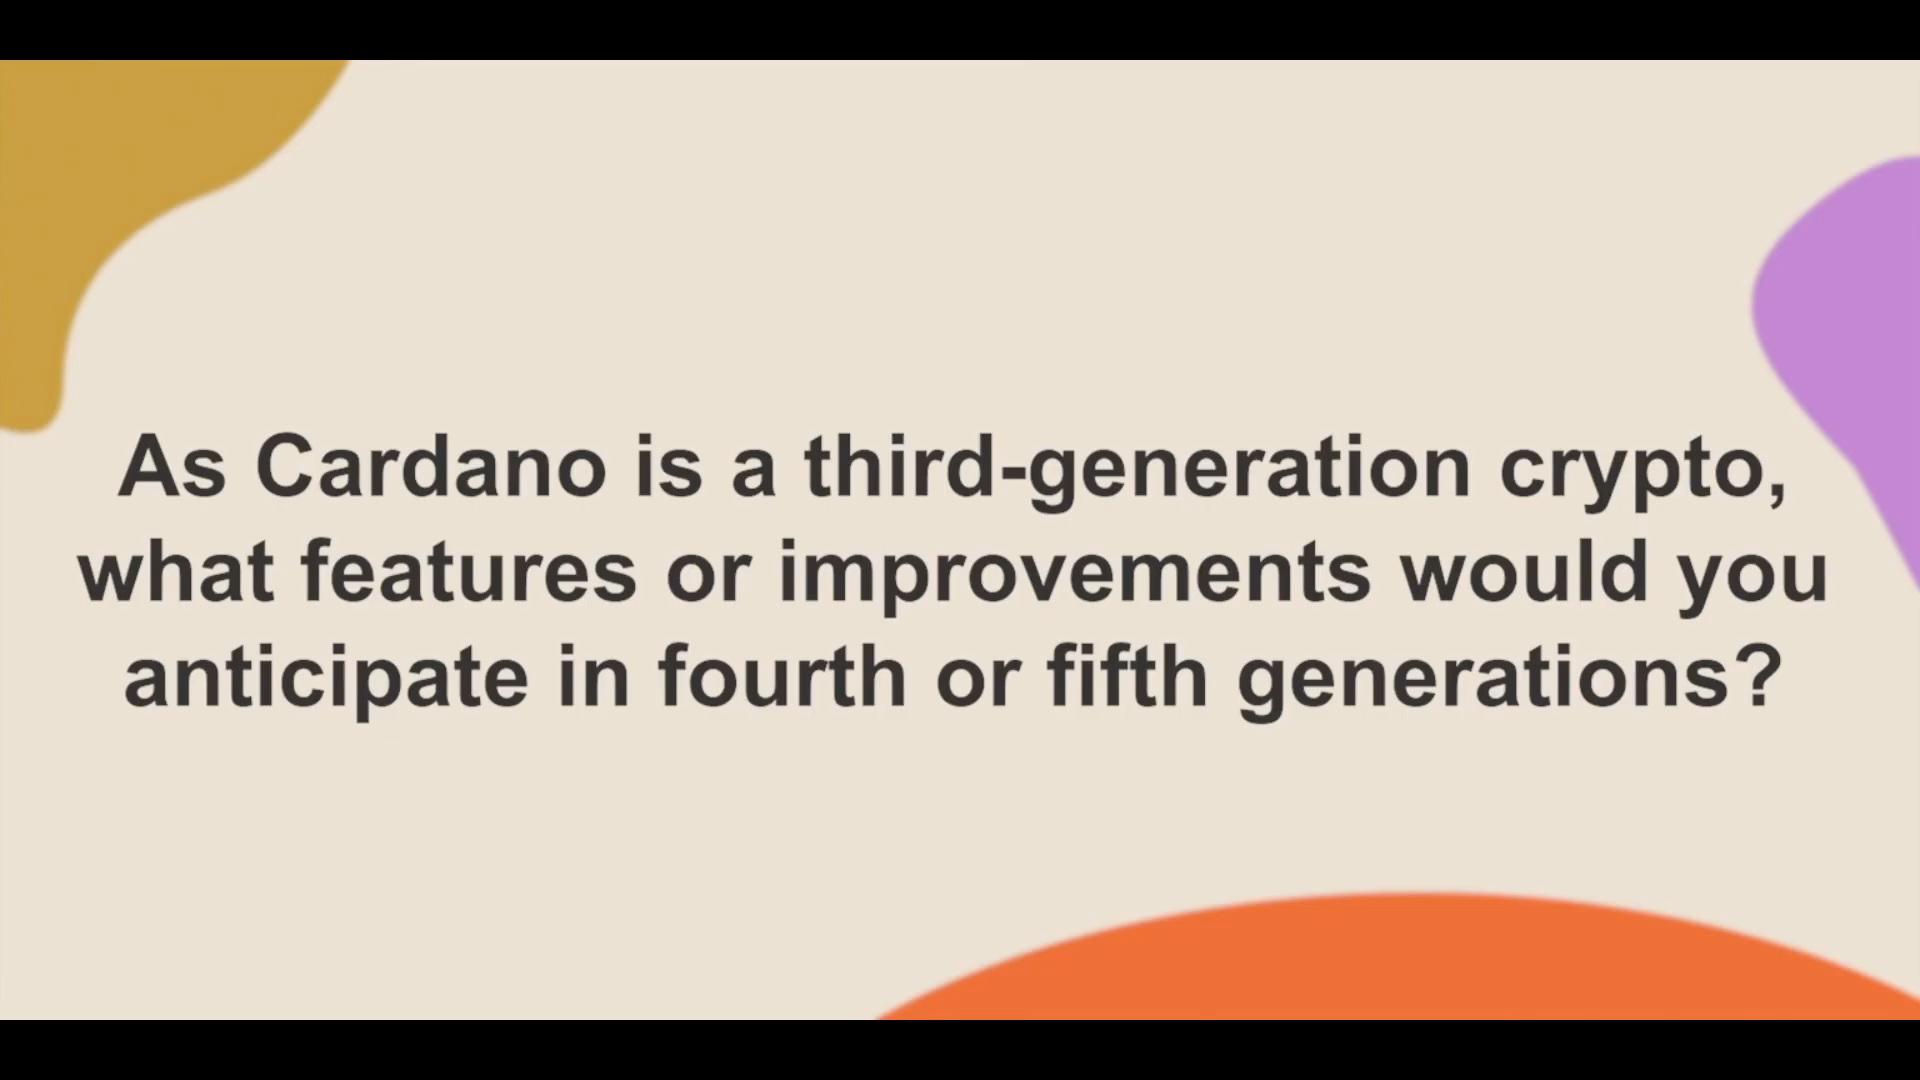 As Cardano is a third-generation crypto,
what features or improvements would you
anticipate in fourth or fifth generations?